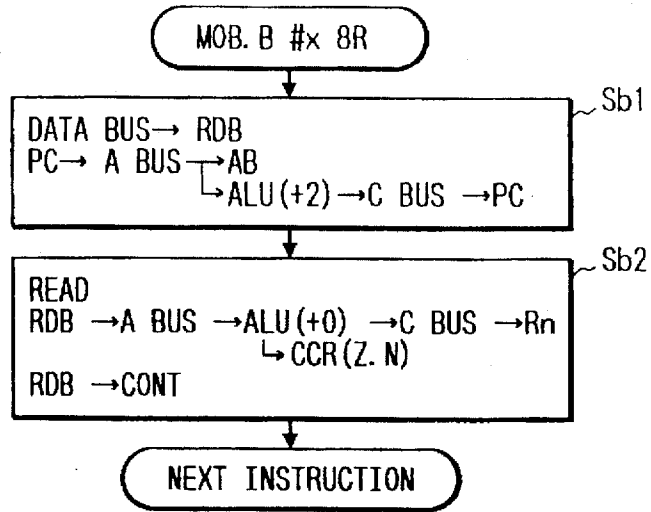 MOB. B #x 8R
Sb1
DATA BUS→ RDB
PC→ A BUS→AB
↳ALU(+2)→C BUS →PC
Sb2
READ
RDB →A BUS →ALU(+0) →C BUS →Rn
↳CCR(Z. N)
RDB →CONT
NEXT INSTRUCTION